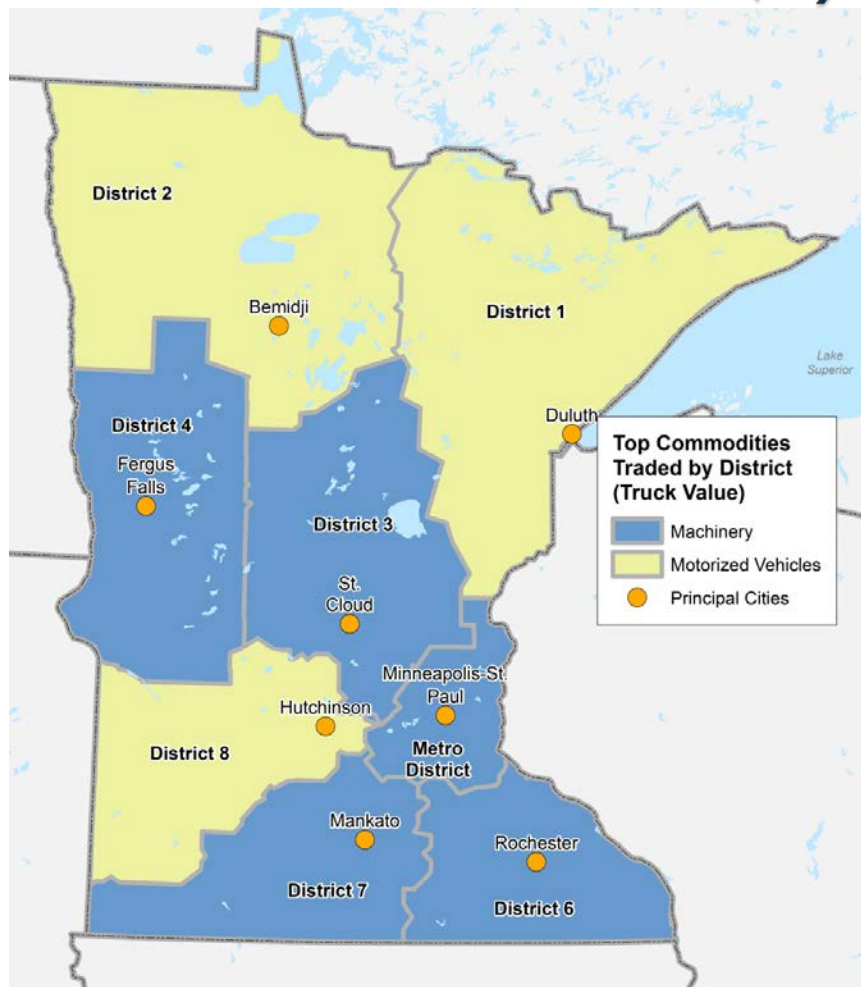 District 2
Bemidji
District 1
Lake
Superior
Duluth
District 4
Fergus
Falls
District 3
St.
Cloud
Top Commodities
Traded by District
(Truck Value)
Machinery
Motorized Vehicles
Principal Cities
Minneapolis-St.
Paul
Hutchinson
District 8
Metro
District
Mankato
Rochester
District 7
District 6